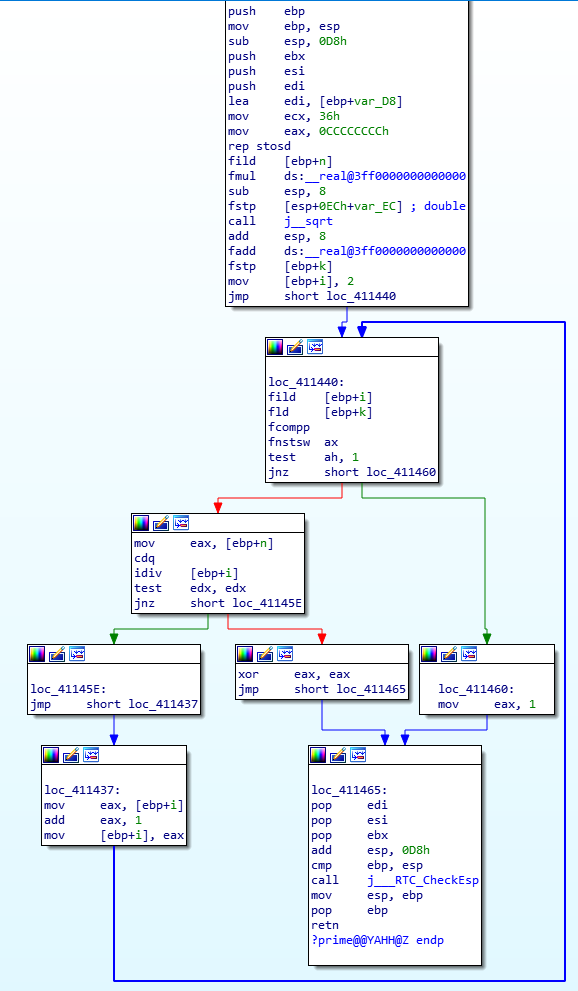 push ebp
mov ebp, esp
sub esp, 0D8h
push ebx
push esi
push edi
lea edi, [ebp+var_D8]
mov ecx, 36h
mov eax, 0CCCCCCCCh
rep stosd
fild [ebp+n]
fmul ds:__real@3ff0000000000000
sub esp, 8
fstp [esp+0ECh+var_EC] ; double
call j__sqrt
add esp, 8
fadd ds:__real@3ff0000000000000
fstp [ebp+k]
mov [ebp+i], 2
jmp short loc_411440
loc_411440:
fild [ebp+i]
fld [ebp+k]
fcompp
fnstsw ax
test ah, 1
jnz short loc_411460
mov eax, [ebp+n]
cdq
idiv [ebp+i]
test edx, edx
jnz short loc_41145E
loc_41145E:
jmp short loc_411437
xor eax, eax
jmp short loc_411465
loc_411460:
mov eax, 1
loc_411437:
mov eax, [ebp+i]
add eax, 1
mov [ebp+i], eax
loc_411465:
pop edi
pop esi
pop ebx
add esp, 0D8h
cmp ebp, esp
call j___RTC_CheckEsp
mov esp, ebp
pop ebp
retn
?prime@@YAHH@Z endp